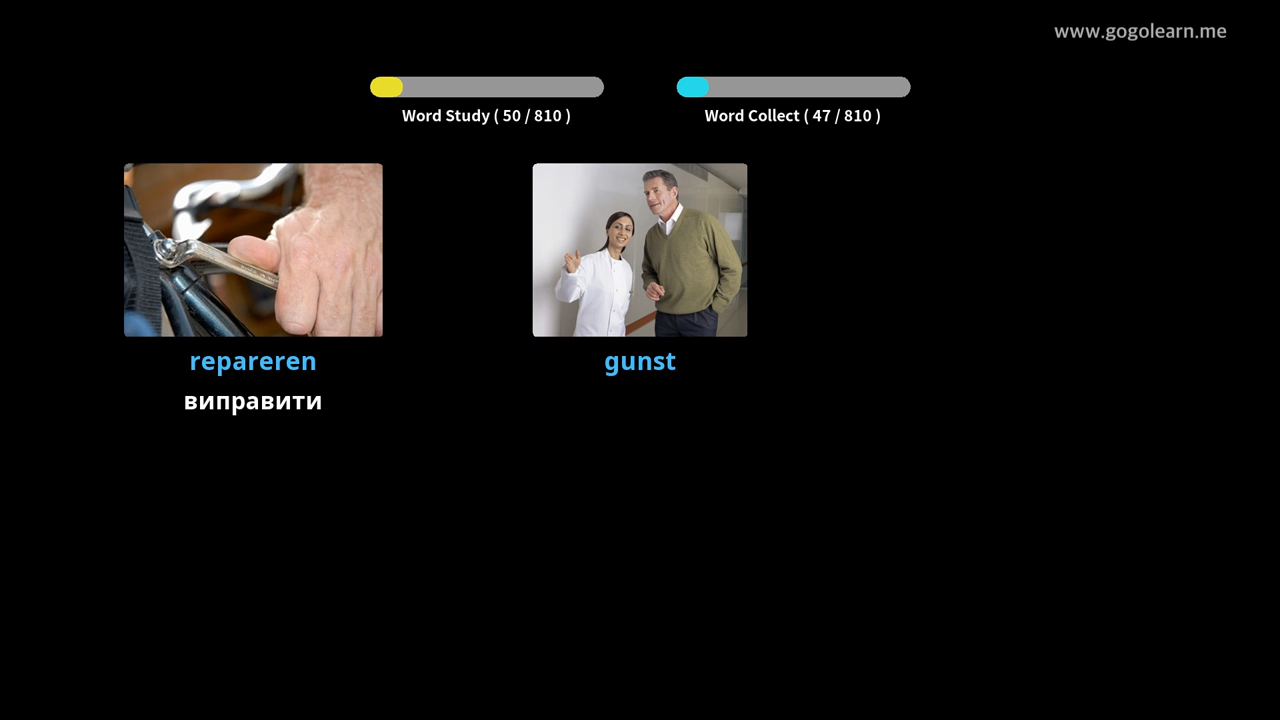 www.gogolearn.me
Word Study ( 50 / 810 )
Word Collect ( 47 / 810 )
repareren
gunst
виправити